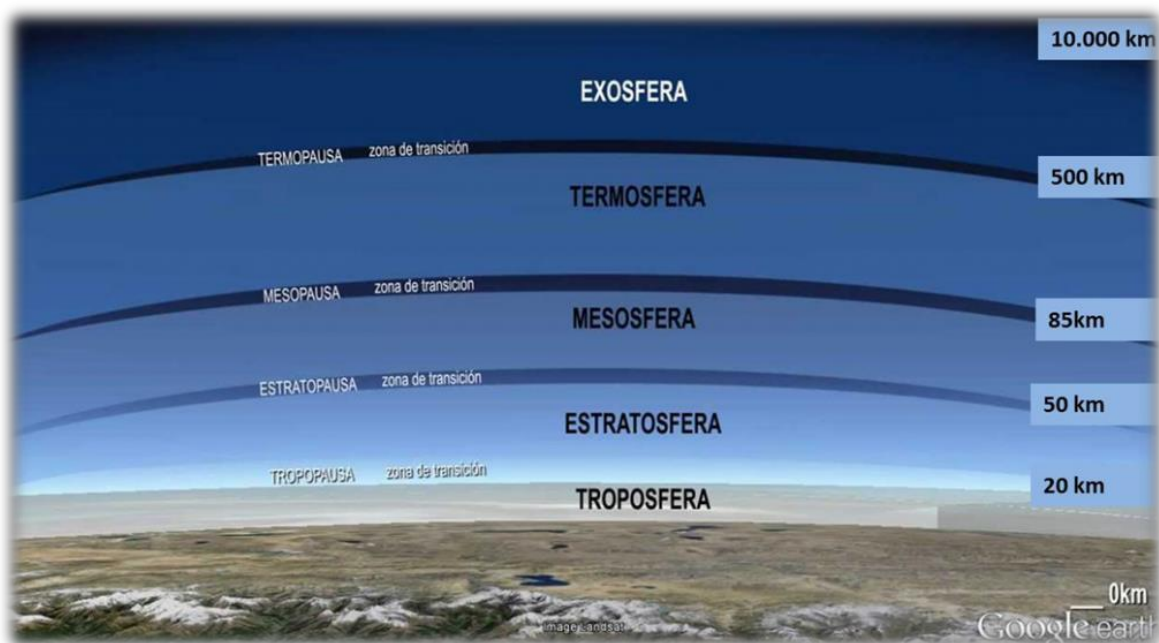 10.000 km
EXOSFERA
TERMOPAUSA zona de transición
500 km
TERMOSFERA
MESOPAUSA zona de transición
85km
MESOSFERA
ESTRATOPAUSA zona de transición
50 km
ESTRATOSFERA
TROPOPAUSA zona de transición
20 km
TROPOSFERA
0km
Image Landsat
Google earth